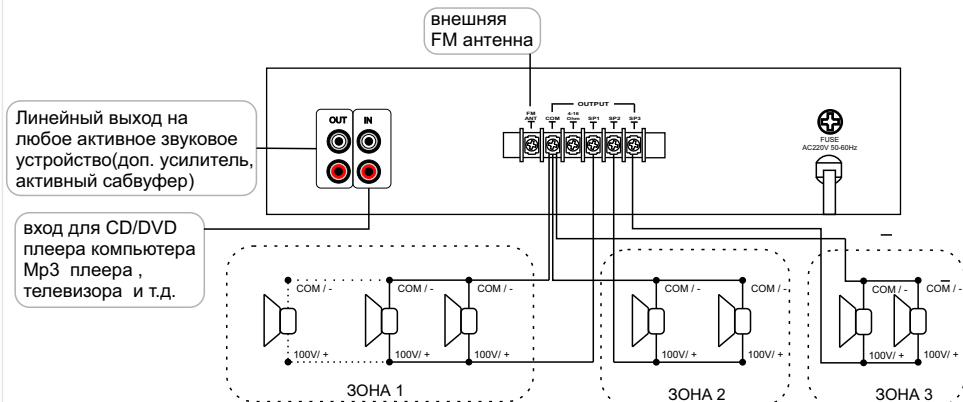 внешняя
FM антенна
Линейный выход на
любое активное звуковое
устройство(доп. усилитель,
активный сабвуфер)
OUT IN
OUTPUT
FM ANT COM 4-16 Ohm SP1 SP2 SP3
FUSE
AC220V 50-60Hz
вход для CD/DVD
плеера компьютера
Mp3 плеера ,
телевизора и т.д.
COM / - COM / - COM / - COM / - COM / - COM / - COM / -
100V/ + 100V/ + 100V/ + 100V/ + 100V/ + 100V/ + 100V/ +
ЗОНА 1 ЗОНА 2 ЗОНА 3